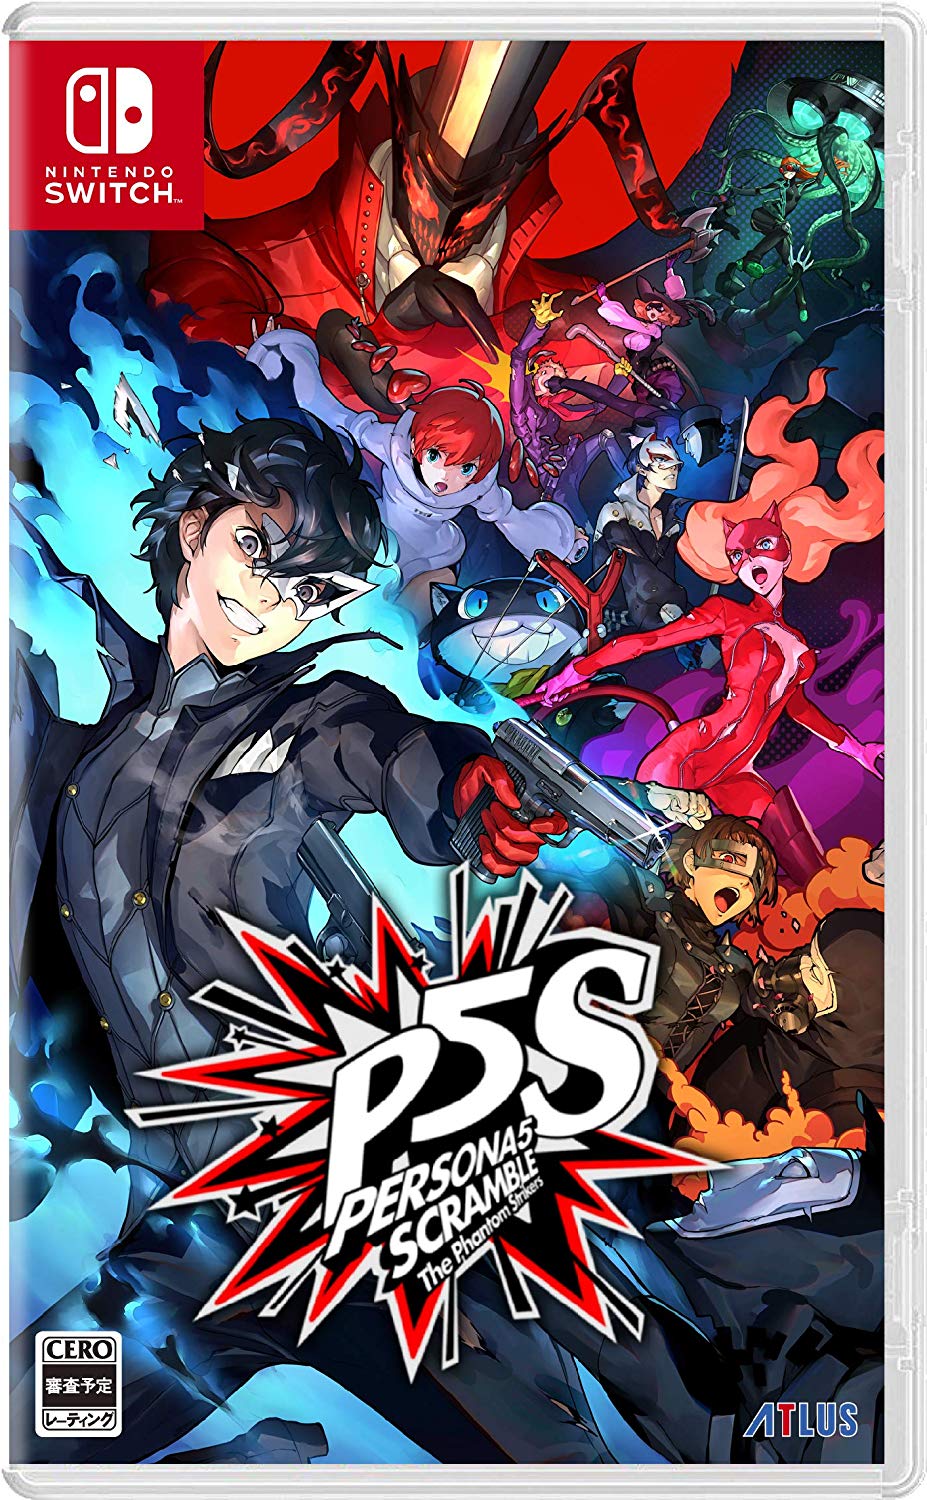 NINTENDO
SWITCH™
P5S
PERSONA5
SCRAMBLE
The Phantom Strikers
CERO
審査予定
レーティング
ATLUS